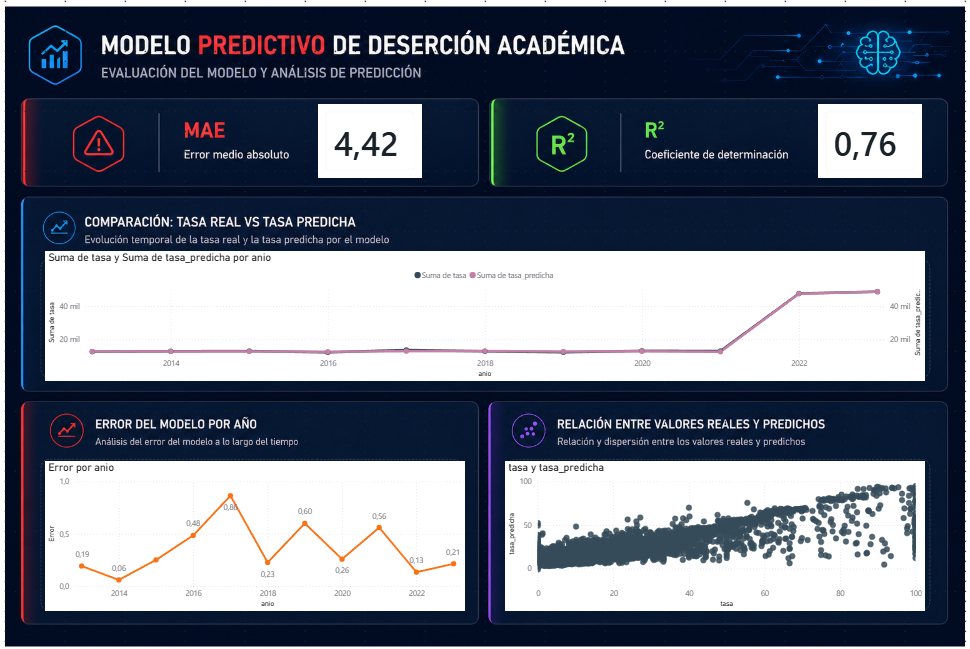 MODELO PREDICTIVO DE DESERCIÓN ACADÉMICA
EVALUACIÓN DEL MODELO Y ANÁLISIS DE PREDICCIÓN
MAE
Error medio absoluto
4,42
R²
R²
Coeficiente de determinación
0,76
COMPARACIÓN: TASA REAL VS TASA PREDICHA
Evolución temporal de la tasa real y la tasa predicha por el modelo
Suma de tasa y Suma de tasa_predicha por anio
Suma de tasa
Suma de tasa_predicha
Suma de tasa
40 mil
20 mil
40 mil
20 mil
Suma de tasa_predic...
2014
2016
2018
2020
2022
anio
ERROR DEL MODELO POR AÑO
Análisis del error del modelo a lo largo del tiempo
Error por anio
Error
1,0
0,5
0,0
0,19
0,06
0,48
0,86
0,23
0,60
0,26
0,56
0,13
0,21
2014
2016
2018
2020
2022
anio
RELACIÓN ENTRE VALORES REALES Y PREDICHOS
Relación y dispersión entre los valores reales y predichos
tasa y tasa_predicha
tasa_predicha
100
50
0
0
20
40
60
80
100
tasa